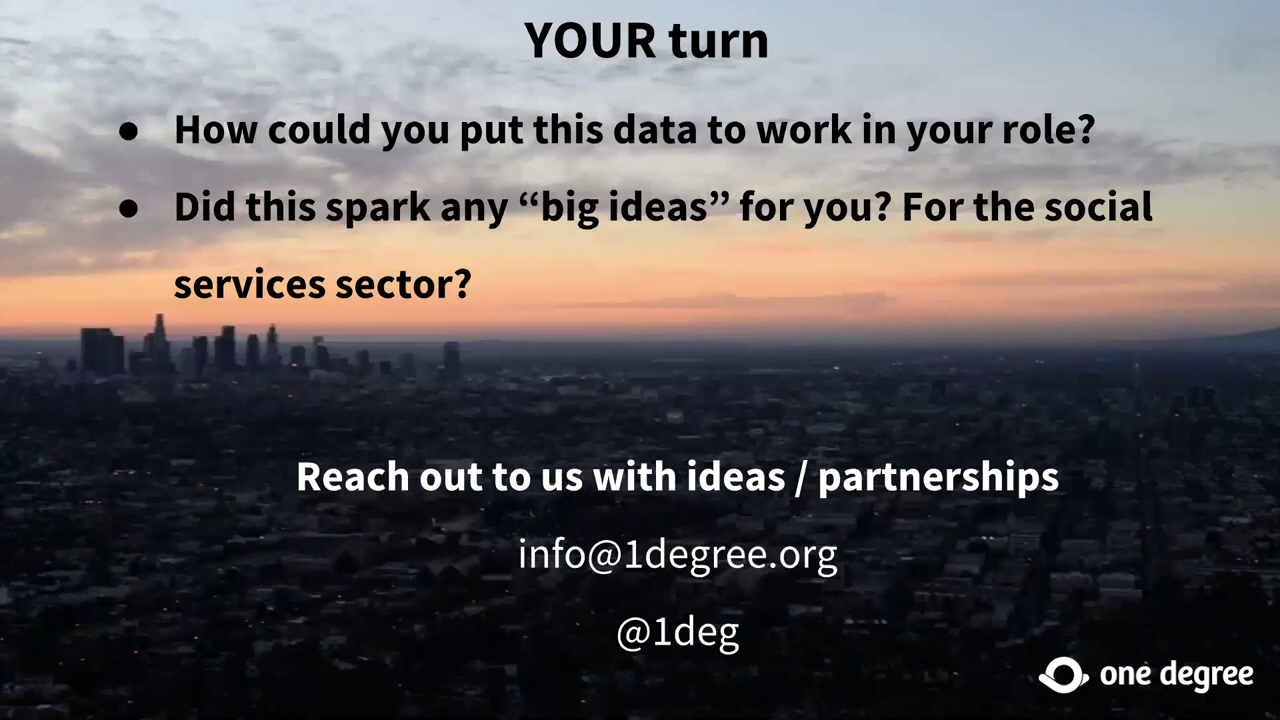 YOUR turn
● How could you put this data to work in your role?
● Did this spark any “big ideas” for you? For the social
services sector?
Reach out to us with ideas / partnerships
info@1degree.org
@1deg
one degree